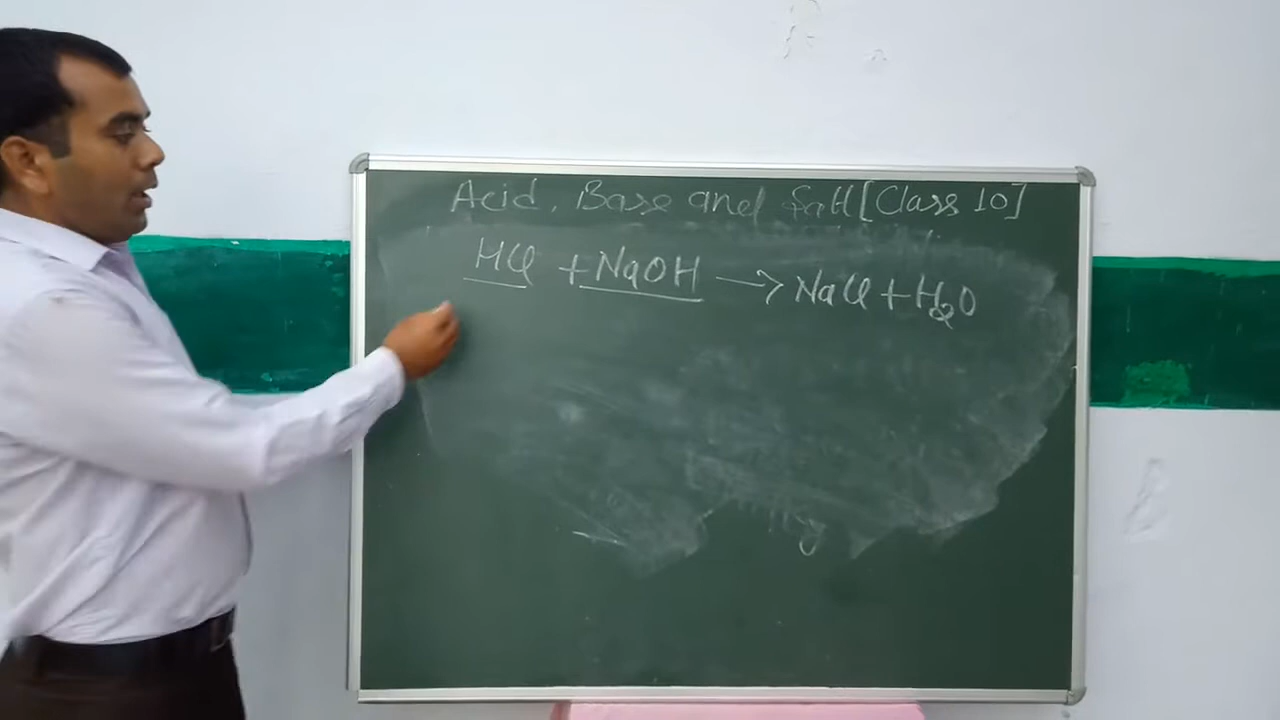 Acid, Base and Salt [Class 10]
HCl + NaOH → NaCl + H₂O